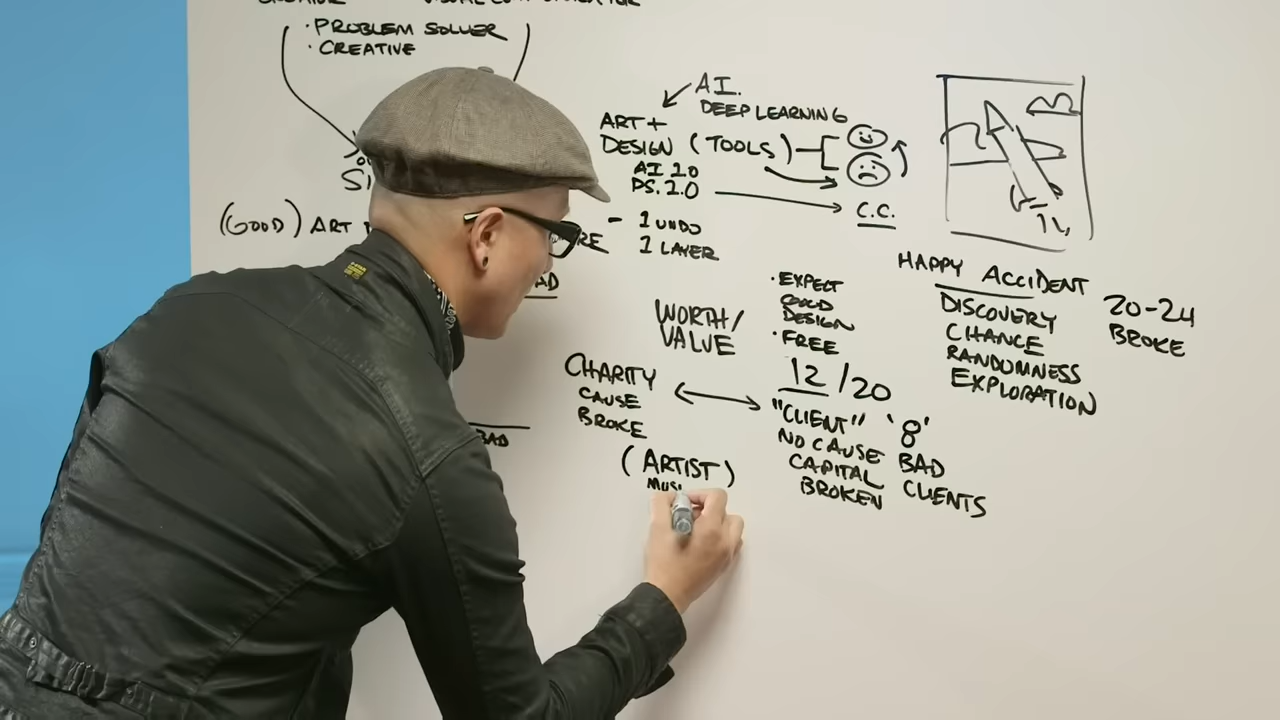 · PROBLEM SOLVER
· CREATIVE
(GOOD) ART
BAD
A.I.
DEEP LEARNING
ART +
DESIGN (TOOLS)
AI 1.0
PS. 2.0
C.C.
- 1 UNDO
1 LAYER
WORTH/
VALUE
· EXPECT
GOOD
DESIGN
· FREE
12/20
CHARITY
CAUSE
BROKE
"CLIENT" '8'
NO CAUSE BAD
CAPITAL CLIENTS
BROKEN
(ARTIST)
HAPPY ACCIDENT
DISCOVERY
CHANCE
RANDOMNESS
EXPLORATION
20-24
BROKE